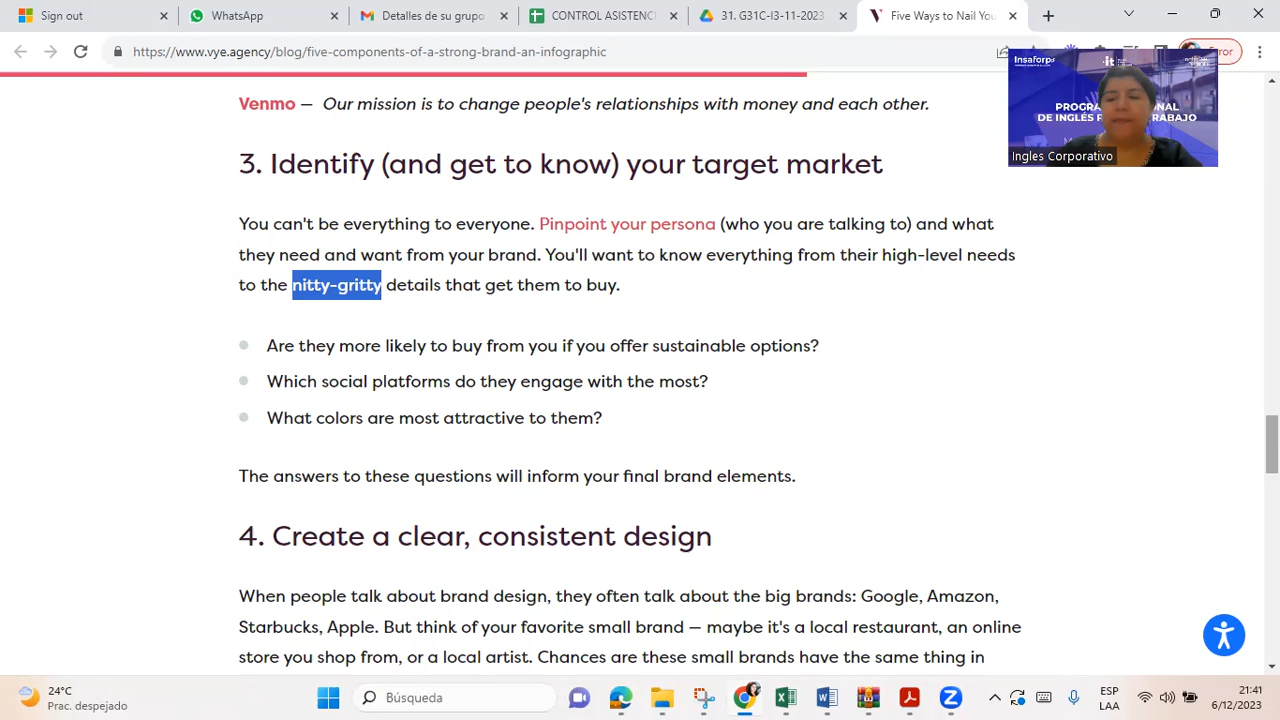 Sign out
WhatsApp
Detalles de su grupo
CONTROL ASISTENC
31. G31C-I3-11-2023
Five Ways to Nail You
https://www.vye.agency/blog/five-components-of-a-strong-brand-an-infographic
Error
Venmo — Our mission is to change people's relationships with money and each other.
Insaforp
PROGRA ONAL
DE INGLÉS P TRABAJO
Ingles Corporativo
3. Identify (and get to know) your target market
You can't be everything to everyone. Pinpoint your persona (who you are talking to) and what
they need and want from your brand. You'll want to know everything from their high-level needs
to the nitty-gritty details that get them to buy.
Are they more likely to buy from you if you offer sustainable options?
Which social platforms do they engage with the most?
What colors are most attractive to them?
The answers to these questions will inform your final brand elements.
4. Create a clear, consistent design
When people talk about brand design, they often talk about the big brands: Google, Amazon,
Starbucks, Apple. But think of your favorite small brand — maybe it's a local restaurant, an online
store you shop from, or a local artist. Chances are these small brands have the same thing in
24°C
Prac. despejado
Búsqueda
ESP
LAA
21:41
6/12/2023